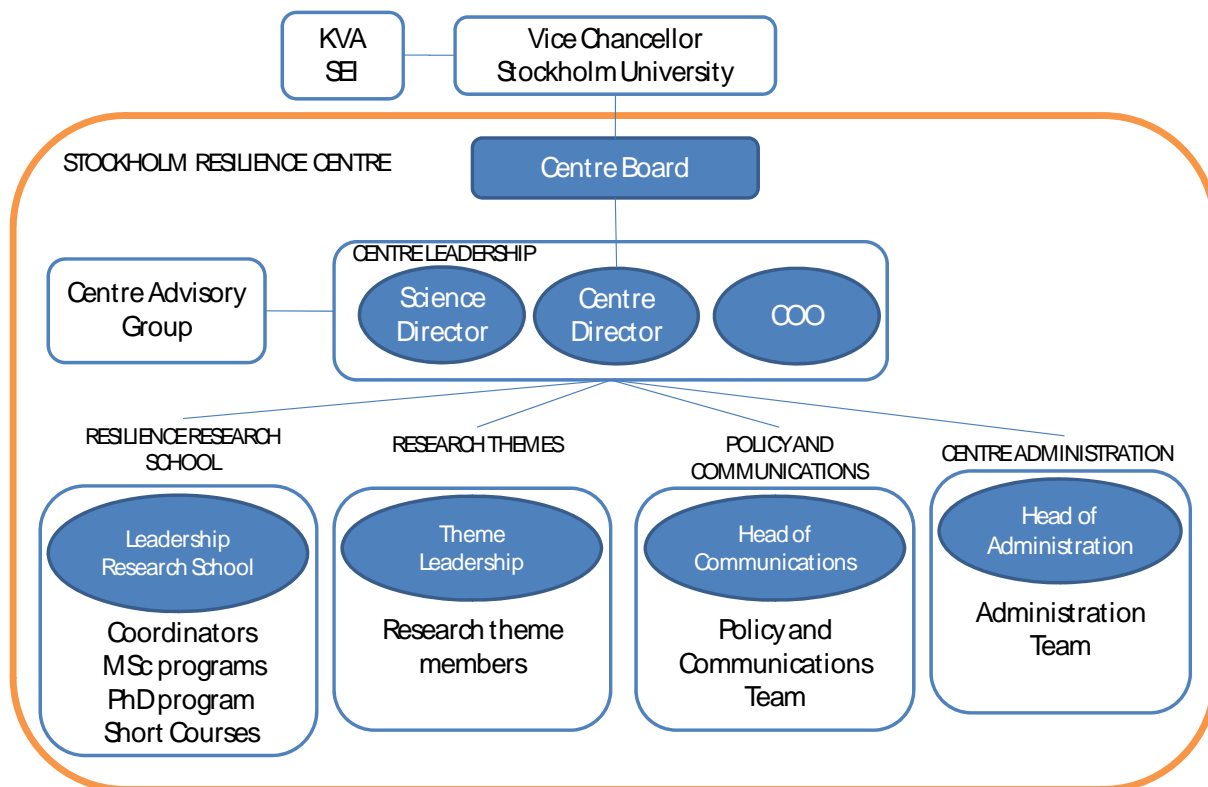 KVA
SEI
Vice Chancellor
Stockholm University
STOCKHOLM RESILIENCE CENTRE
Centre Board
CENTRE LEADERSHIP
Centre Advisory
Group
Science
Director
Centre
Director
COO
RESILIENCE RESEARCH
SCHOOL
RESEARCH THEMES
POLICY AND
COMMUNICATIONS
CENTRE ADMINISTRATION
Leadership
Research School
Coordinators
MSc programs
PhD program
Short Courses
Theme
Leadership
Research theme
members
Head of
Communications
Policy and
Communications
Team
Head of
Administration
Administration
Team